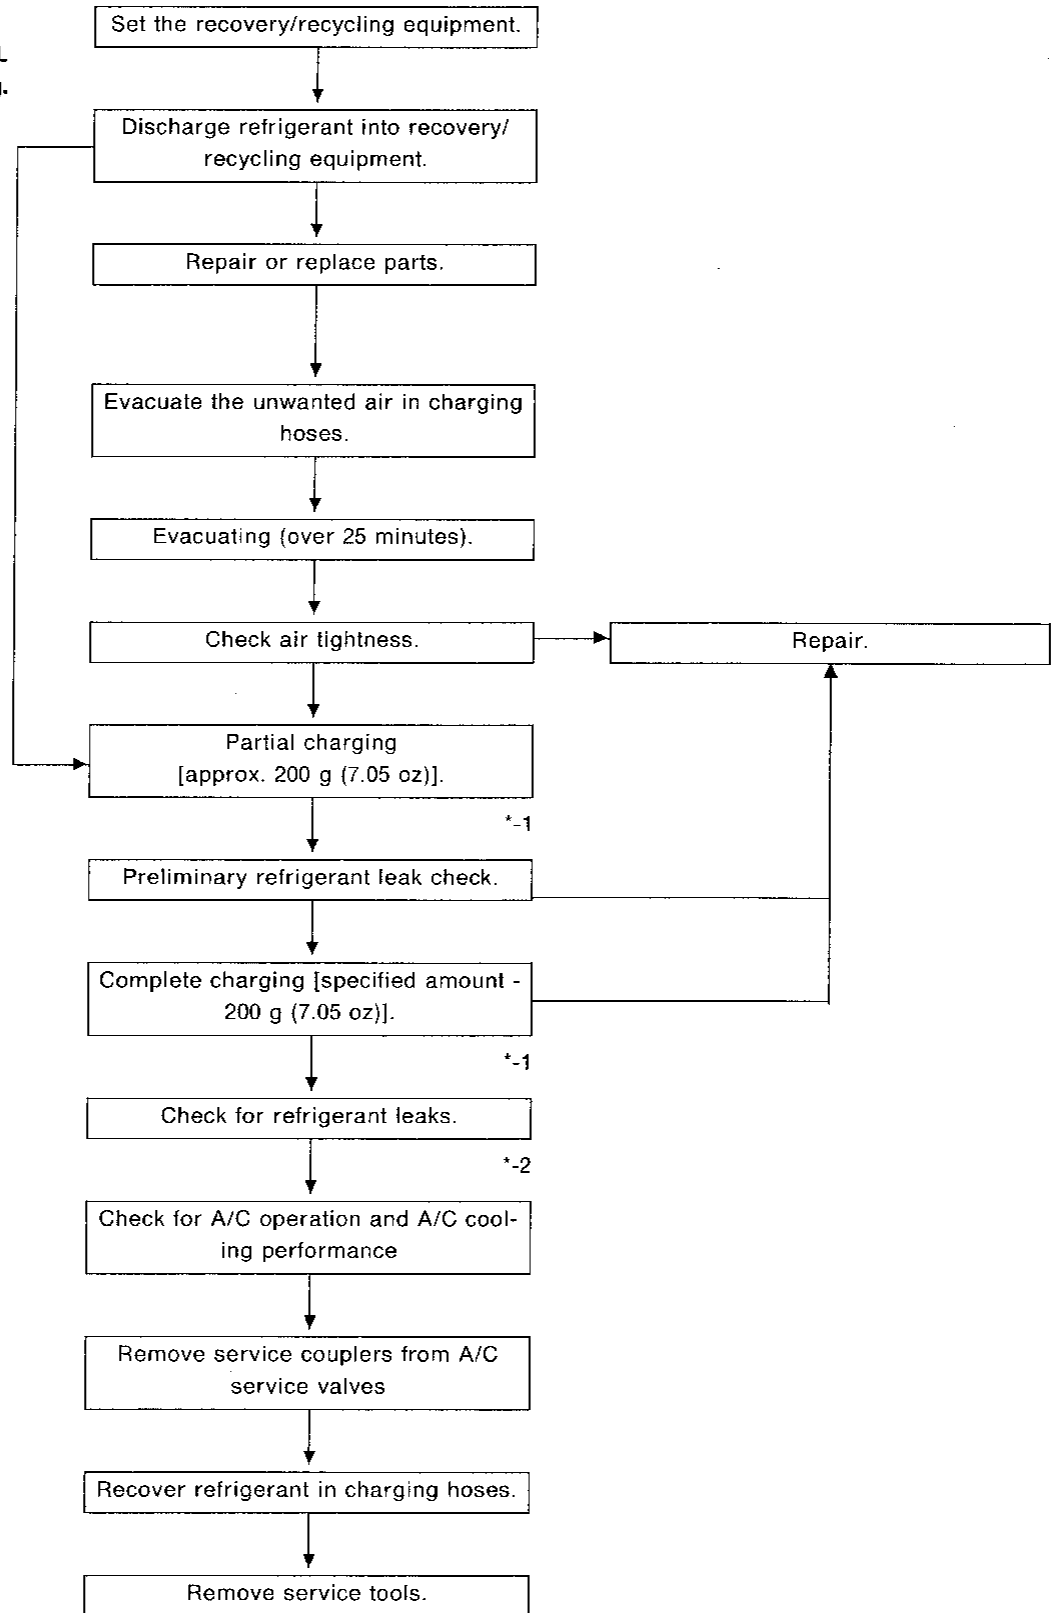 Set the recovery/recycling equipment.
Discharge refrigerant into recovery/
recycling equipment.
Repair or replace parts.
Evacuate the unwanted air in charging
hoses.
Evacuating (over 25 minutes).
Check air tightness.
Repair.
Partial charging
[approx. 200 g (7.05 oz)].
*-1
Preliminary refrigerant leak check.
Complete charging [specified amount -
200 g (7.05 oz)].
*-1
Check for refrigerant leaks.
*-2
Check for A/C operation and A/C cool-
ing performance
Remove service couplers from A/C
service valves
Recover refrigerant in charging hoses.
Remove service tools.